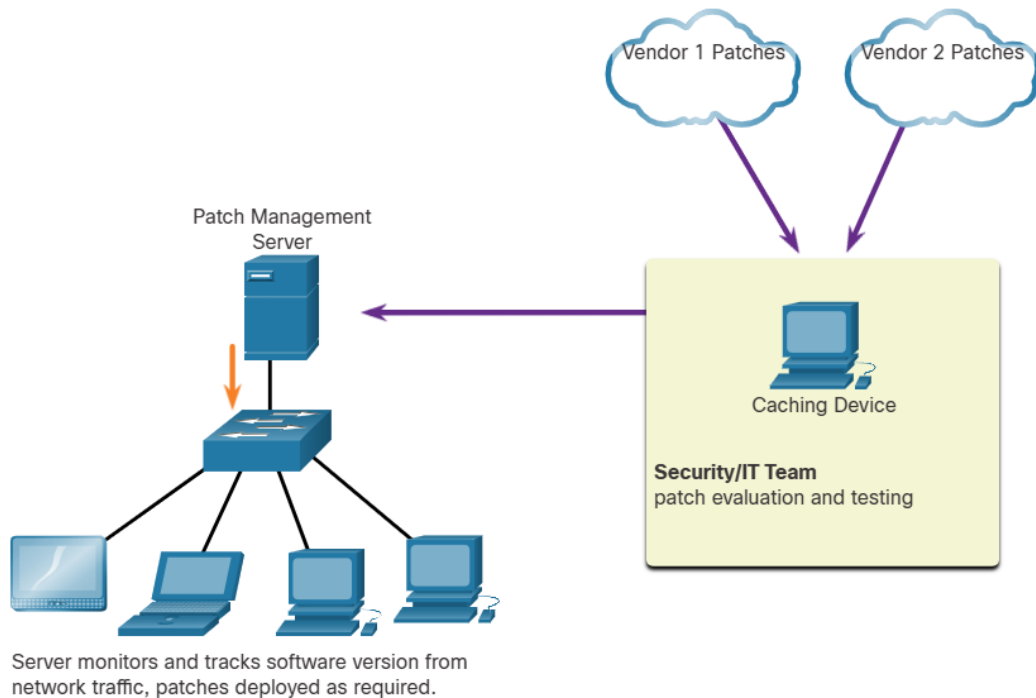 Vendor 1 Patches
Vendor 2 Patches
Patch Management
Server
Caching Device
Security/IT Team
patch evaluation and testing
Server monitors and tracks software version from
network traffic, patches deployed as required.